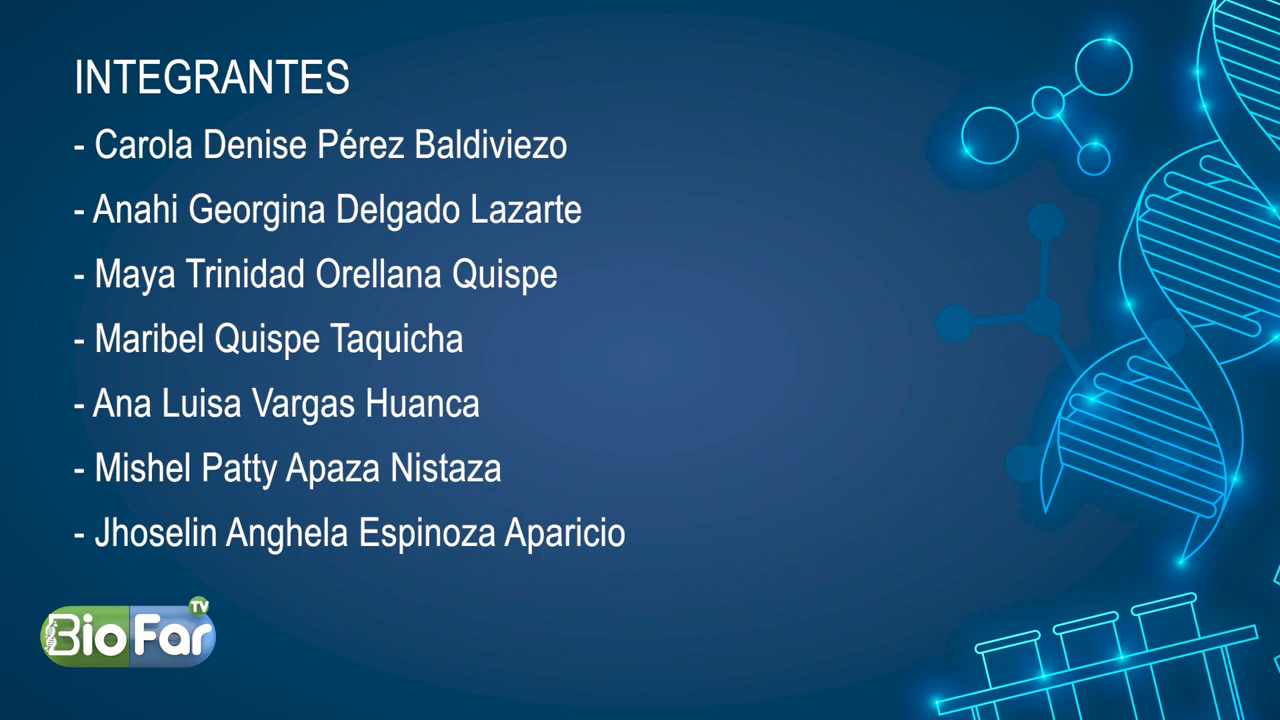 INTEGRANTES
- Carola Denise Pérez Baldiviezo
- Anahi Georgina Delgado Lazarte
- Maya Trinidad Orellana Quispe
- Maribel Quispe Taquicha
- Ana Luisa Vargas Huanca
- Mishel Patty Apaza Nistaza
- Jhoselin Anghela Espinoza Aparicio
BioFar TV